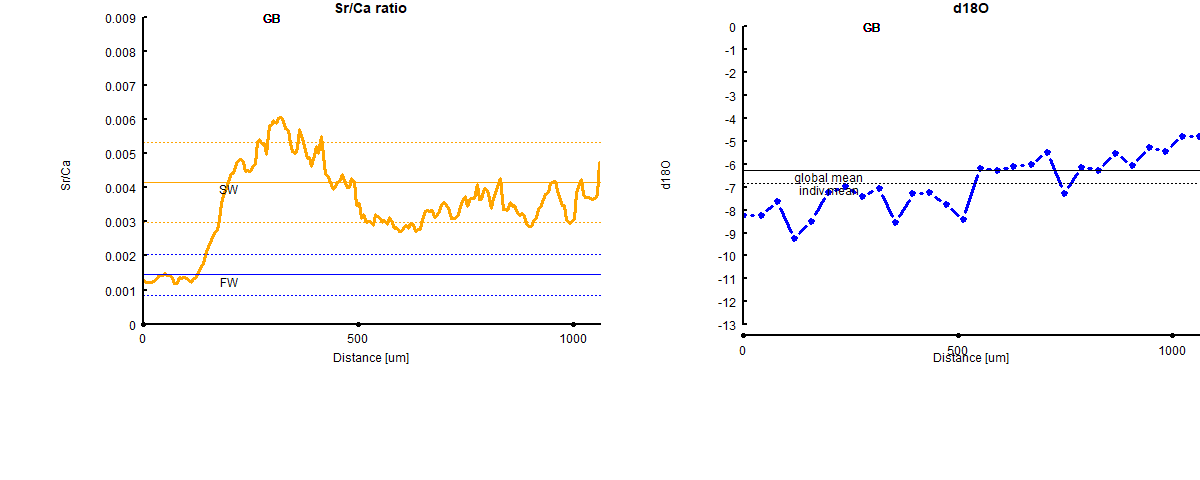 Sr/Ca ratio
GB
0.009
0.008
0.007
0.006
0.005
0.004
0.003
0.002
0.001
0
Sr/Ca
SW
FW
0
500
1000
Distance [um]
d18O
GB
0
-1
-2
-3
-4
-5
-6
-7
-8
-9
-10
-11
-12
-13
d18O
global mean
indiv.mean
0
500
1000
Distance [um]